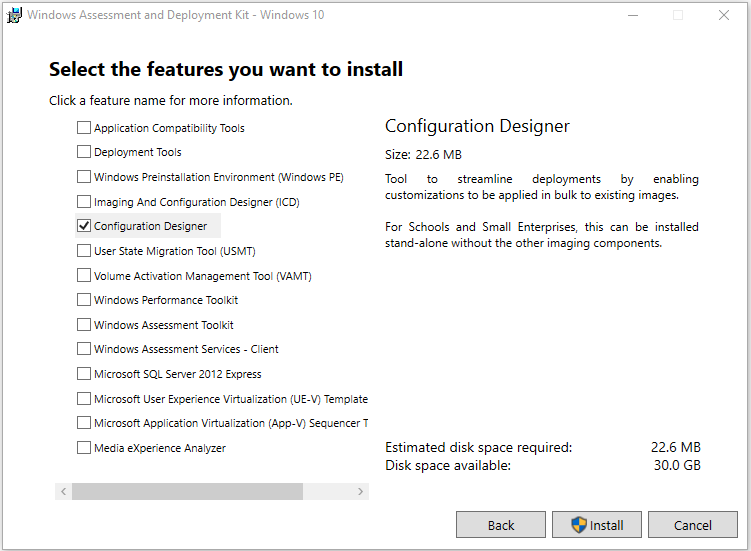 Windows Assessment and Deployment Kit - Windows 10
Select the features you want to install
Click a feature name for more information.
Application Compatibility Tools
Deployment Tools
Windows Preinstallation Environment (Windows PE)
Imaging And Configuration Designer (ICD)
Configuration Designer
User State Migration Tool (USMT)
Volume Activation Management Tool (VAMT)
Windows Performance Toolkit
Windows Assessment Toolkit
Windows Assessment Services - Client
Microsoft SQL Server 2012 Express
Microsoft User Experience Virtualization (UE-V) Template
Microsoft Application Virtualization (App-V) Sequencer T
Media eXperience Analyzer
Configuration Designer
Size: 22.6 MB
Tool to streamline deployments by enabling
customizations to be applied in bulk to existing images.
For Schools and Small Enterprises, this can be installed
stand-alone without the other imaging components.
Estimated disk space required: 22.6 MB
Disk space available: 30.0 GB
Back
Install
Cancel